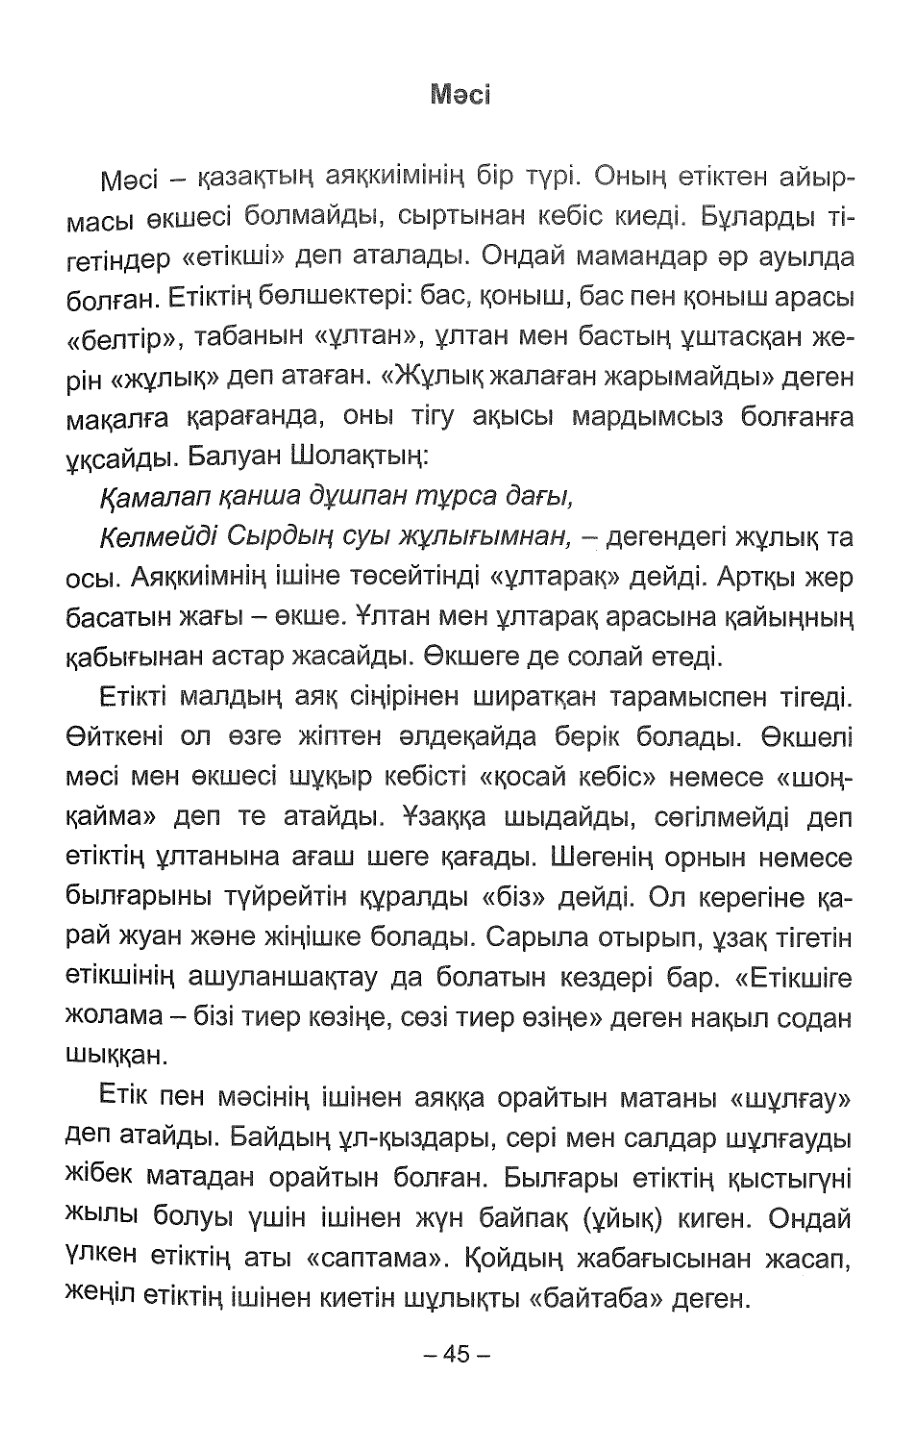 Мәсі
Мәсі – қазақтың аяқкиімінің бір түрі. Оның етіктен айыр-
масы өкшесі болмайды, сыртынан кебіс киеді. Бұларды ті-
гетіндер «етікші» деп аталады. Ондай мамандар әр ауылда
болған. Етіктің бөлшектері: бас, қоныш, бас пен қоныш арасы
«белтір», табанын «ұлтан», ұлтан мен бастың ұштасқан же-
рін «жұлық» деп атаған. «Жұлық жалаған жарымайды» деген
мақалға қарағанда, оны тігу ақысы мардымсыз болғанға
ұқсайды. Балуан Шолақтың:
Қамалап қанша дұшпан тұрса дағы,
Келмейді Сырдың суы жұлығымнан, – дегендегі жұлық та
осы. Аяқкиімнің ішіне төсейтінді «ұлтарақ» дейді. Артқы жер
басатын жағы – өкше. Ұлтан мен ұлтарақ арасына қайыңның
қабығынан астар жасайды. Өкшеге де солай етеді.
Етікті малдың аяқ сіңірінен ширатқан тарамыспен тігеді.
Өйткені ол өзге жіптен әлдеқайда берік болады. Өкшелі
мәсі мен өкшесі шұқыр кебісті «қосай кебіс» немесе «шоң-
қайма» деп те атайды. Ұзаққа шыдайды, сөгілмейді деп
етіктің ұлтанына ағаш шеге қағады. Шегенің орнын немесе
былғарыны түйрейтін құралды «біз» дейді. Ол керегіне қа-
рай жуан және жіңішке болады. Сарыла отырып, ұзақ тігетін
етікшінің ашуланшақтау да болатын кездері бар. «Етікшіге
жолама – бізі тиер көзіңе, сөзі тиер өзіңе» деген нақыл содан
шыққан.
Етік пен мәсінің ішінен аяққа орайтын матаны «шұлғау»
деп атайды. Байдың ұл-қыздары, сері мен салдар шұлғауды
жібек матадан орайтын болған. Былғары етіктің қыстыгүні
жылы болуы үшін ішінен жүн байпақ (ұйық) киген. Ондай
үлкен етіктің аты «саптама». Қойдың жабағысынан жасап,
жеңіл етіктің ішінен киетін шұлықты «байтаба» деген.
– 45 –